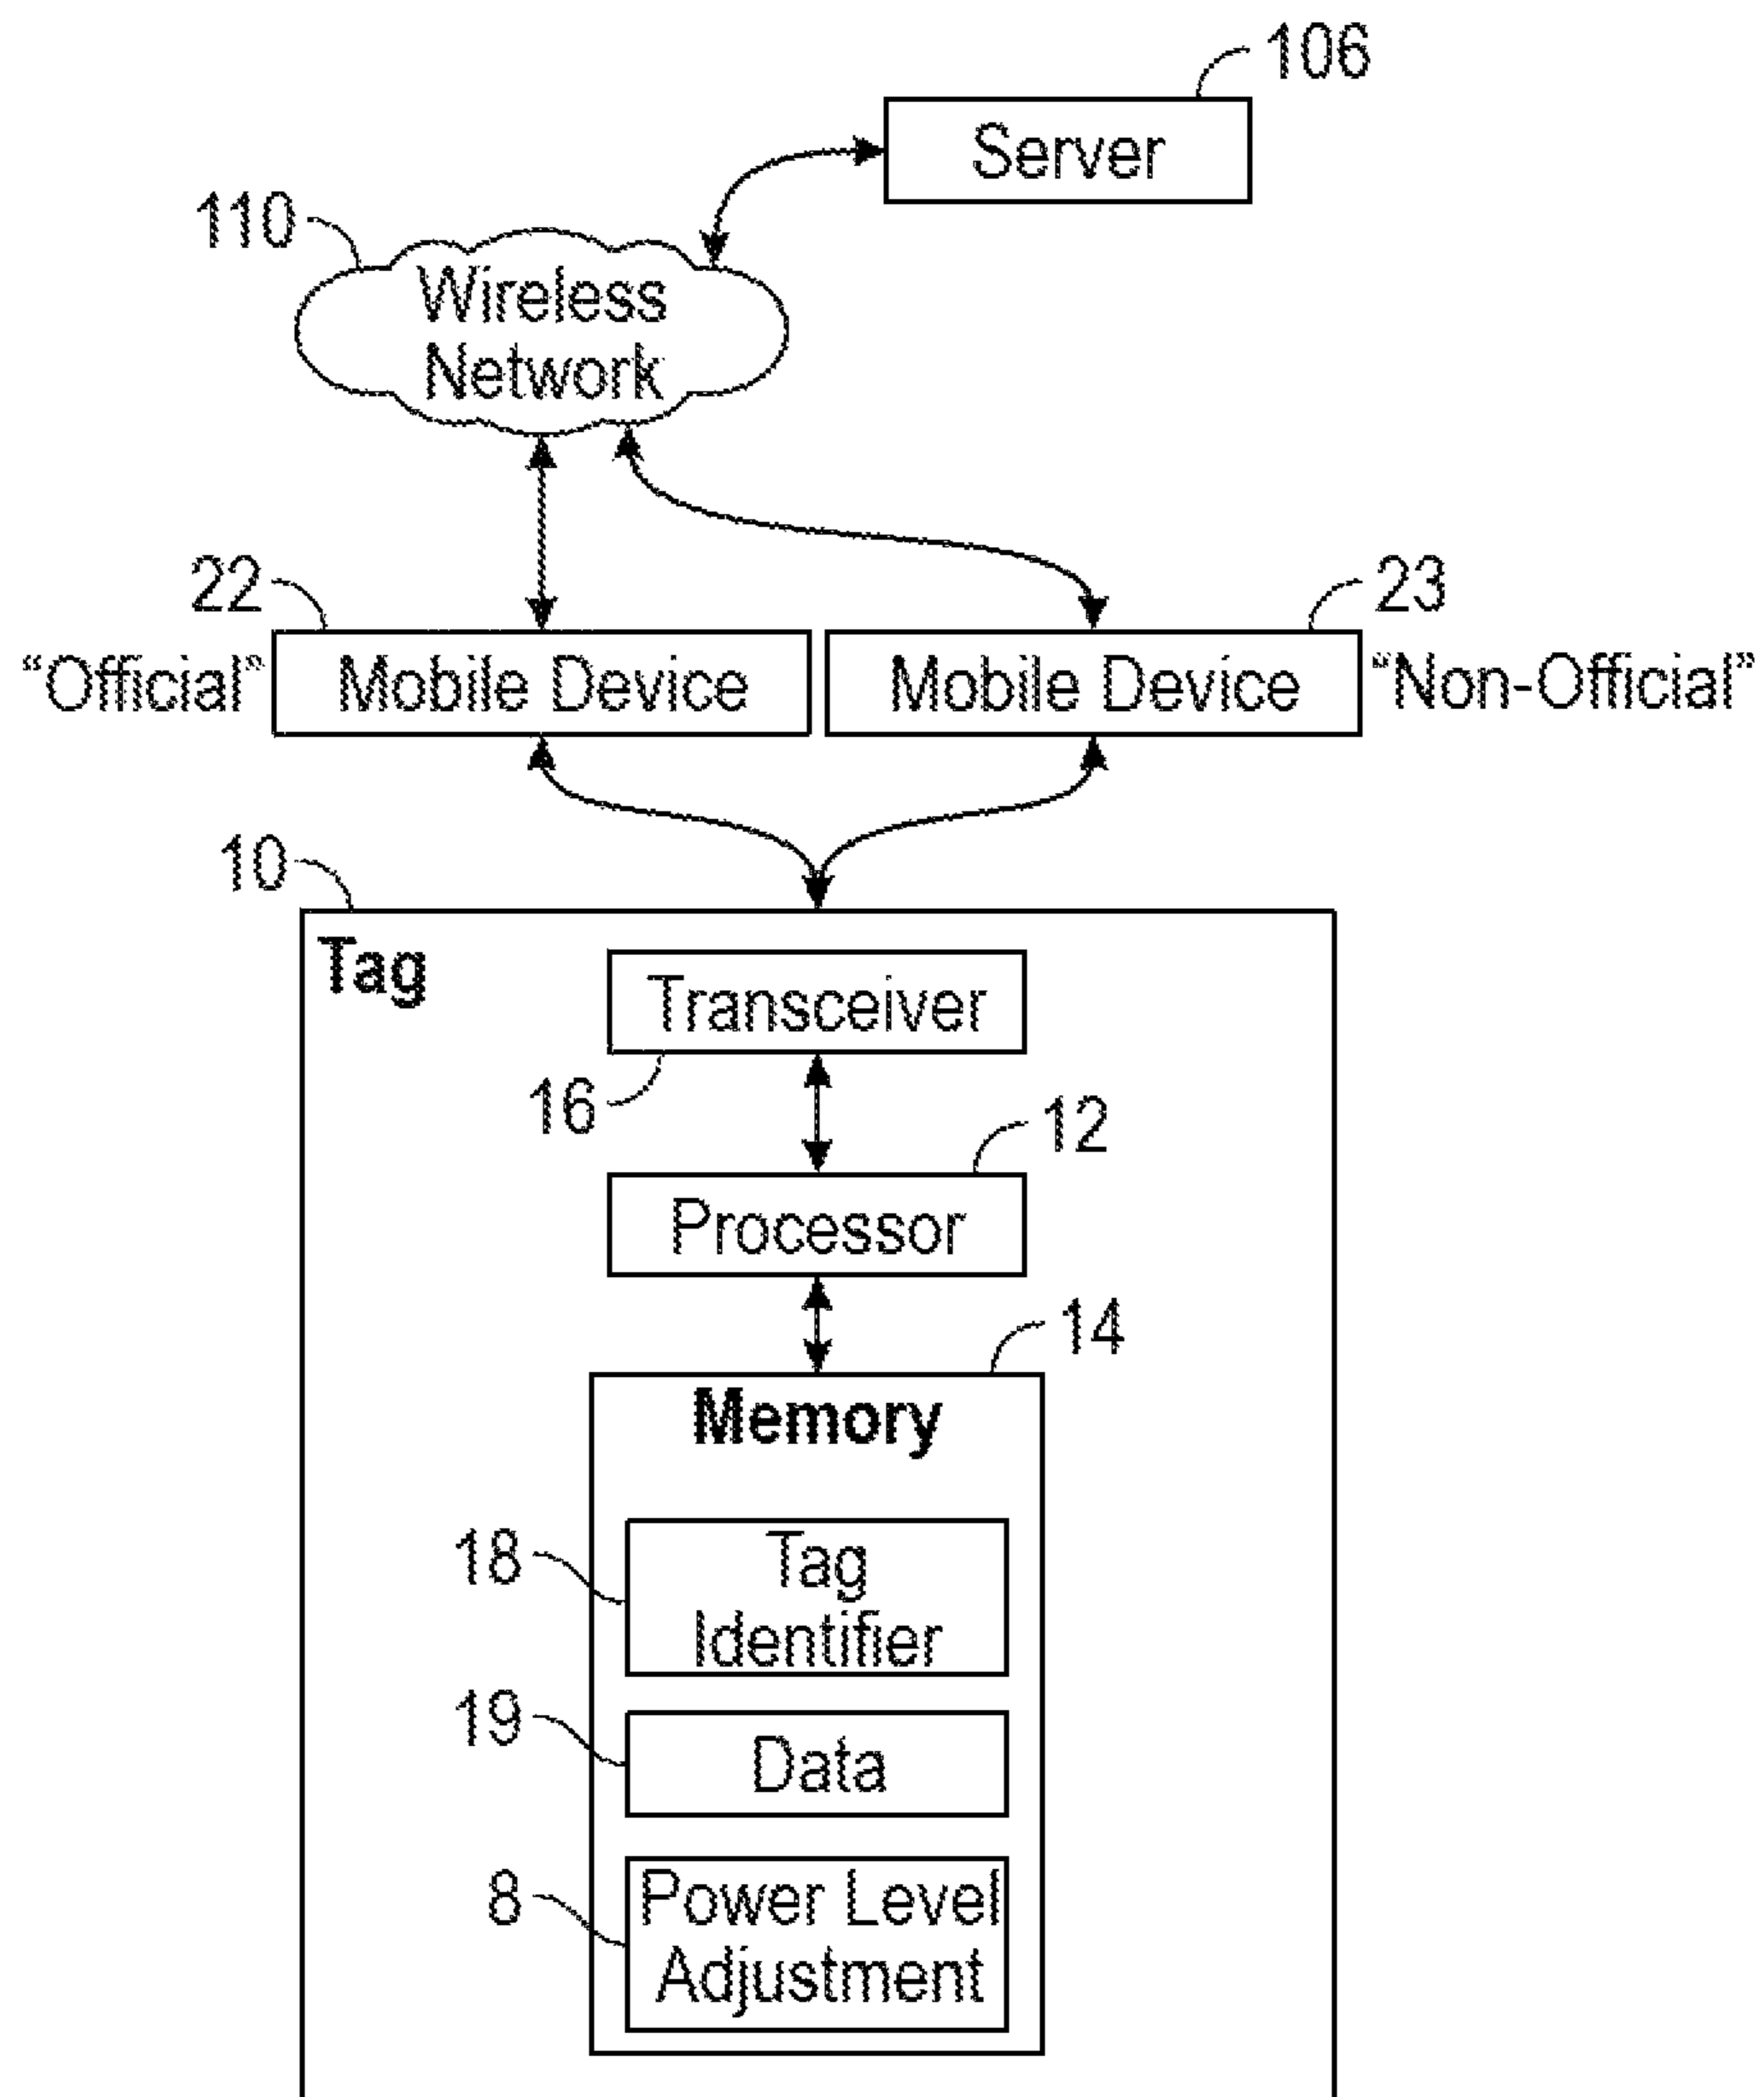 106
Server
110
Wireless
Network
22
23
“Official”
Mobile Device
Mobile Device
“Non-Official”
10
Tag
Transceiver
16
12
Processor
14
Memory
18
Tag
Identifier
19
Data
8
Power Level
Adjustment